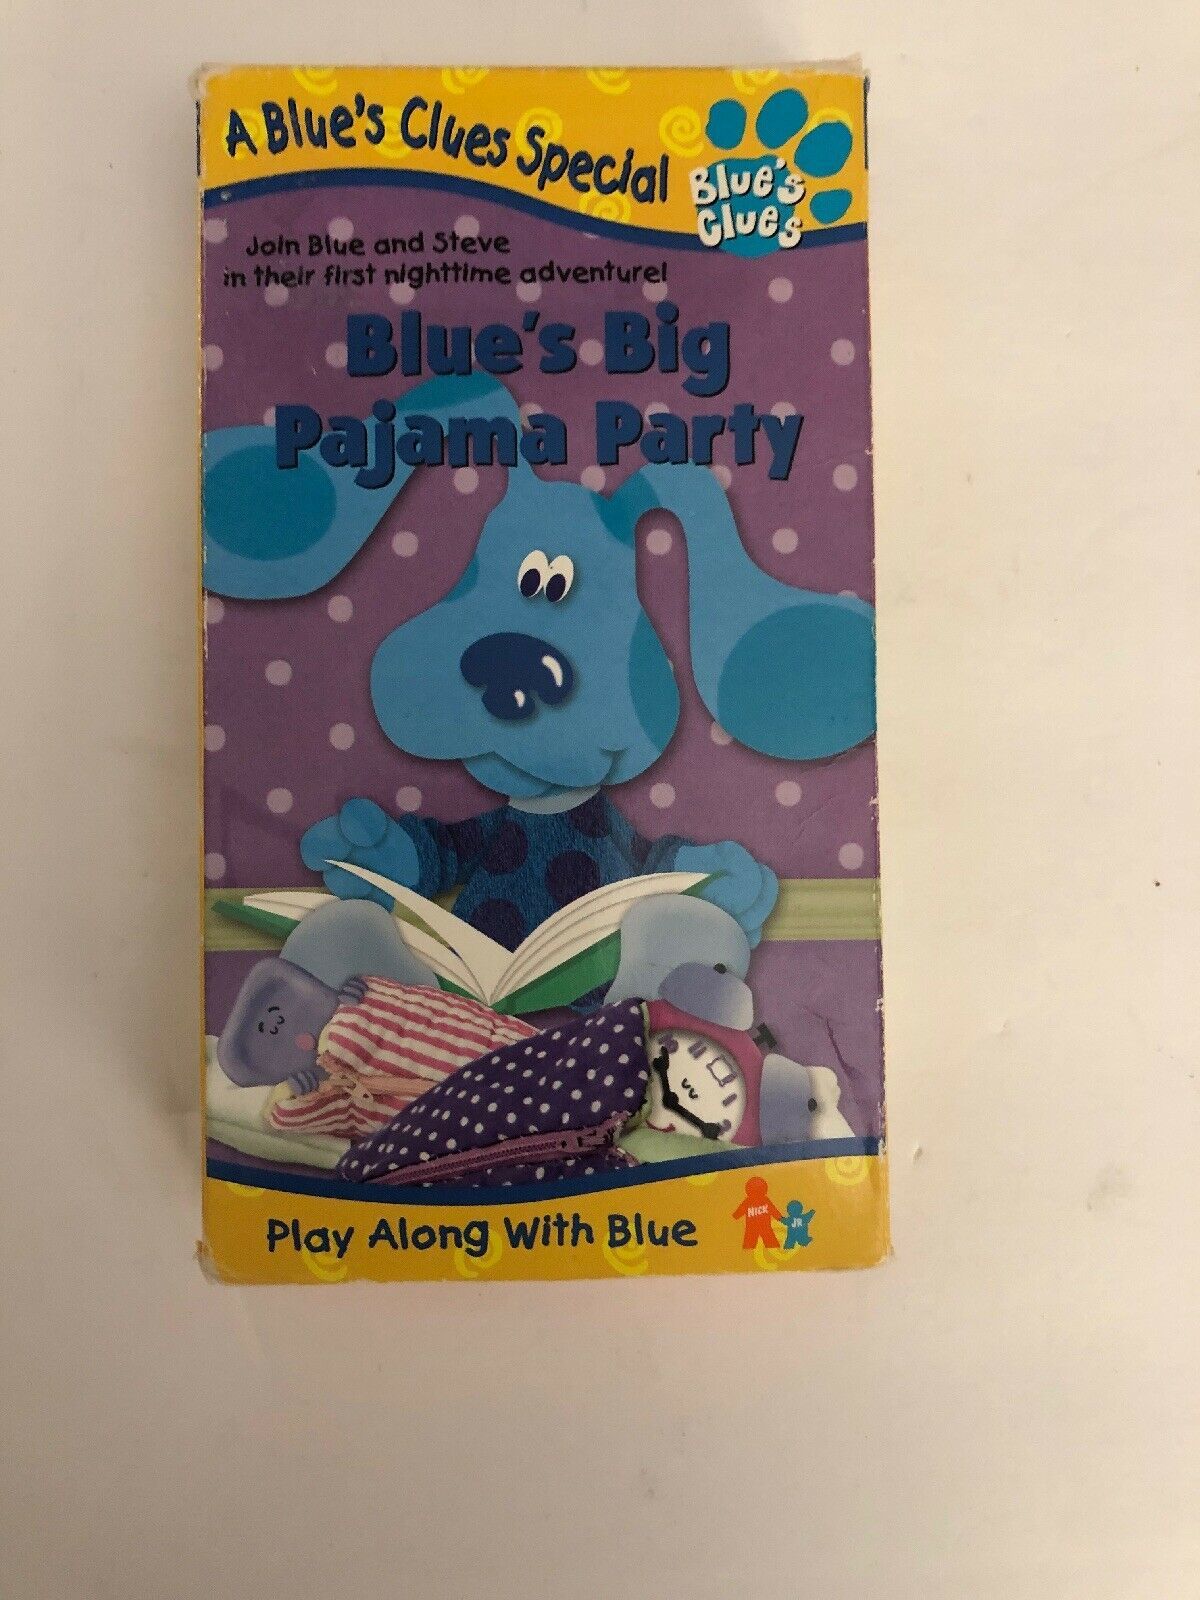 A Blue's Clues Special
Blue's
Clues
Join Blue and Steve
in their first nighttime adventure!
Blue's Big
Pajama Party
Play Along With Blue
NICK
JR